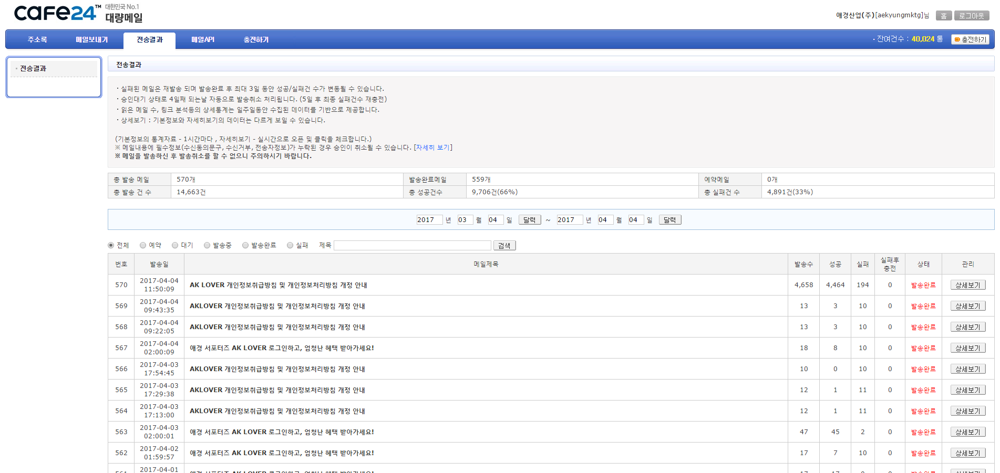 cafe24™ 대한민국 No.1
대량메일
애경산업(주)[aekyungmktg]님 홈 로그아웃
주소록 메일보내기 전송결과 메일API 충전하기 · 잔여건수 : 40,024 통 충전하기
· 전송결과
전송결과
· 실패된 메일은 재발송 되며 발송완료 후 최대 3일 동안 성공/실패건 수가 변동될 수 있습니다.
· 승인대기 상태로 4일째 되는날 자동으로 발송취소 처리됩니다. (5일 후 최종 실패건수 재충전)
· 읽은 메일 수, 링크 분석등의 상세통계는 일주일동안 수집된 데이터를 기반으로 제공합니다.
· 상세보기 : 기본정보와 자세히보기의 데이터는 다르게 보일 수 있습니다.
(기본정보의 통계자료 - 1시간마다 , 자세히보기 - 실시간으로 오픈 및 클릭을 체크합니다.)
※ 메일내용에 필수정보(수신동의문구, 수신거부, 전송자정보)가 누락된 경우 승인이 취소될 수 있습니다. [자세히 보기]
※ 메일을 발송하신 후 발송취소를 할 수 없으니 주의하시기 바랍니다.
총 발송 메일 570개 발송완료메일 559개 예약메일 0개
총 발송 건 수 14,663건 총 성공건수 9,706건(66%) 총 실패건 수 4,891건(33%)
2017 년 03 월 04 일 달력 ~ 2017 년 04 월 04 일 달력
전체 예약 대기 발송중 발송완료 실패 제목 검색
번호 발송일 메일제목 발송수 성공 실패 실패후 충전 상태 관리
570 2017-04-04 11:50:09 AK LOVER 개인정보취급방침 및 개인정보처리방침 개정 안내 4,658 4,464 194 0 발송완료 상세보기
569 2017-04-04 09:43:35 AKLOVER 개인정보취급방침 및 개인정보처리방침 개정 안내 13 3 10 0 발송완료 상세보기
568 2017-04-04 09:22:05 AKLOVER 개인정보취급방침 및 개인정보처리방침 개정 안내 13 3 10 0 발송완료 상세보기
567 2017-04-04 02:00:09 애경 서포터즈 AK LOVER 로그인하고, 엄청난 혜택 받아가세요! 18 8 10 0 발송완료 상세보기
566 2017-04-03 17:54:45 AKLOVER 개인정보취급방침 및 개인정보처리방침 개정 안내 10 0 10 0 발송완료 상세보기
565 2017-04-03 17:29:38 AKLOVER 개인정보취급방침 및 개인정보처리방침 개정 안내 12 1 11 0 발송완료 상세보기
564 2017-04-03 17:13:00 AKLOVER 개인정보취급방침 및 개인정보처리방침 개정 안내 12 1 11 0 발송완료 상세보기
563 2017-04-03 02:00:01 애경 서포터즈 AK LOVER 로그인하고, 엄청난 혜택 받아가세요! 47 45 2 0 발송완료 상세보기
562 2017-04-02 01:59:57 애경 서포터즈 AK LOVER 로그인하고, 엄청난 혜택 받아가세요! 17 7 10 0 발송완료 상세보기
2017-04-01